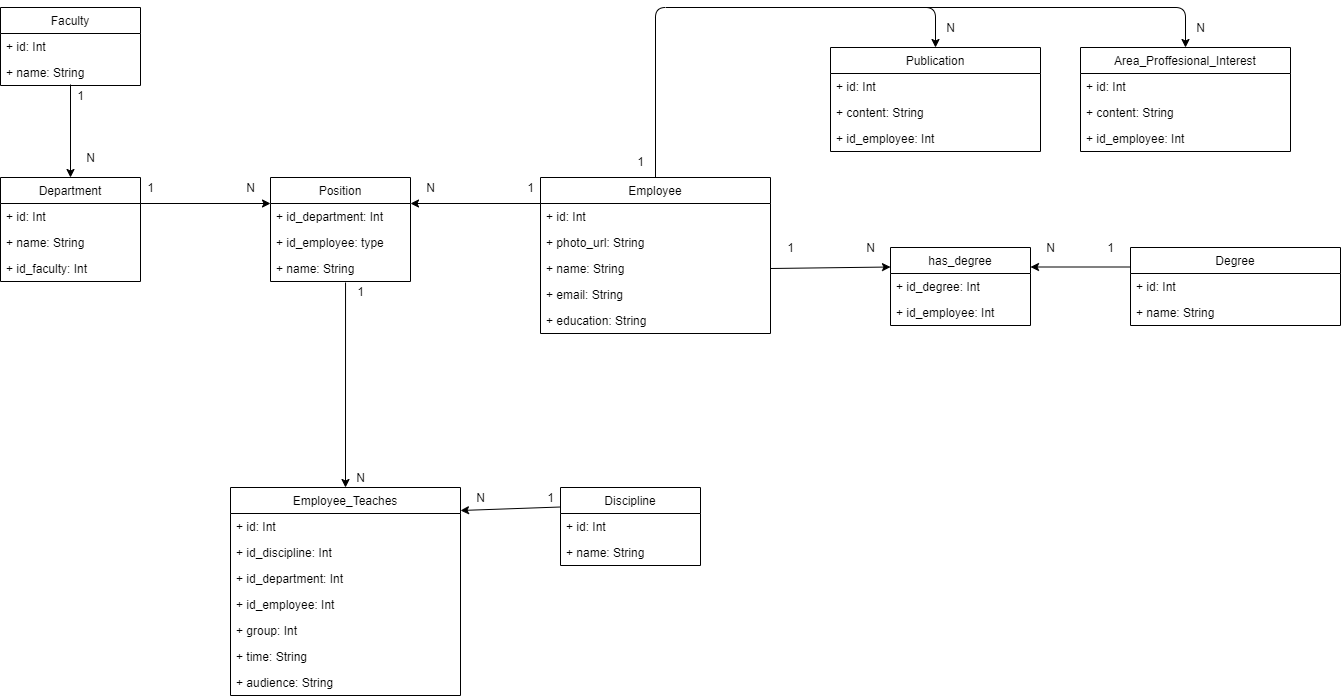 Faculty
+ id: Int
+ name: String
1
N
Department
+ id: Int
+ name: String
+ id_faculty: Int
1
N
Position
+ id_department: Int
+ id_employee: type
+ name: String
N
1
Employee
+ id: Int
+ photo_url: String
+ name: String
+ email: String
+ education: String
1
N
Publication
+ id: Int
+ content: String
+ id_employee: Int
N
Area_Proffesional_Interest
+ id: Int
+ content: String
+ id_employee: Int
1
N
has_degree
+ id_degree: Int
+ id_employee: Int
N
1
Degree
+ id: Int
+ name: String
1
N
Employee_Teaches
+ id: Int
+ id_discipline: Int
+ id_department: Int
+ id_employee: Int
+ group: Int
+ time: String
+ audience: String
N
1
Discipline
+ id: Int
+ name: String